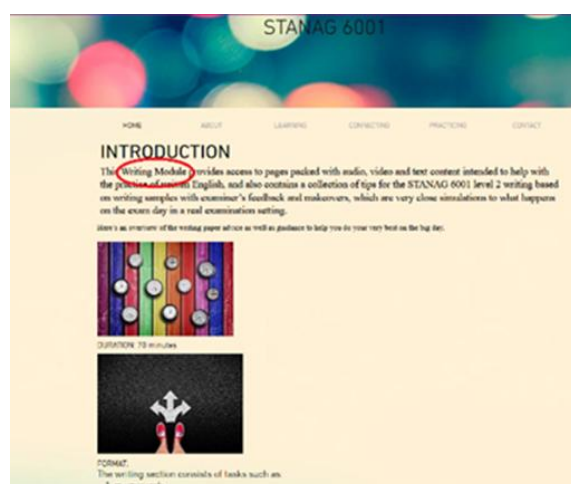 STANAG 6001
HOME ABOUT LEARNING CONNECTING PRACTICING CONTACT
INTRODUCTION
This Writing Module provides access to pages packed with audio, video and text content intended to help with
the practice of written English, and also contains a collection of tips for the STANAG 6001 level 2 writing based
on writing samples with examiner's feedback and makeovers, which are very close simulations to what happens
on the exam day in a real examination setting.
Here's an overview of the writing paper advice as well as guidance to help you do your very best on the big day.
DURATION: 70 minutes
FORMAT:
The writing section consists of tasks such as